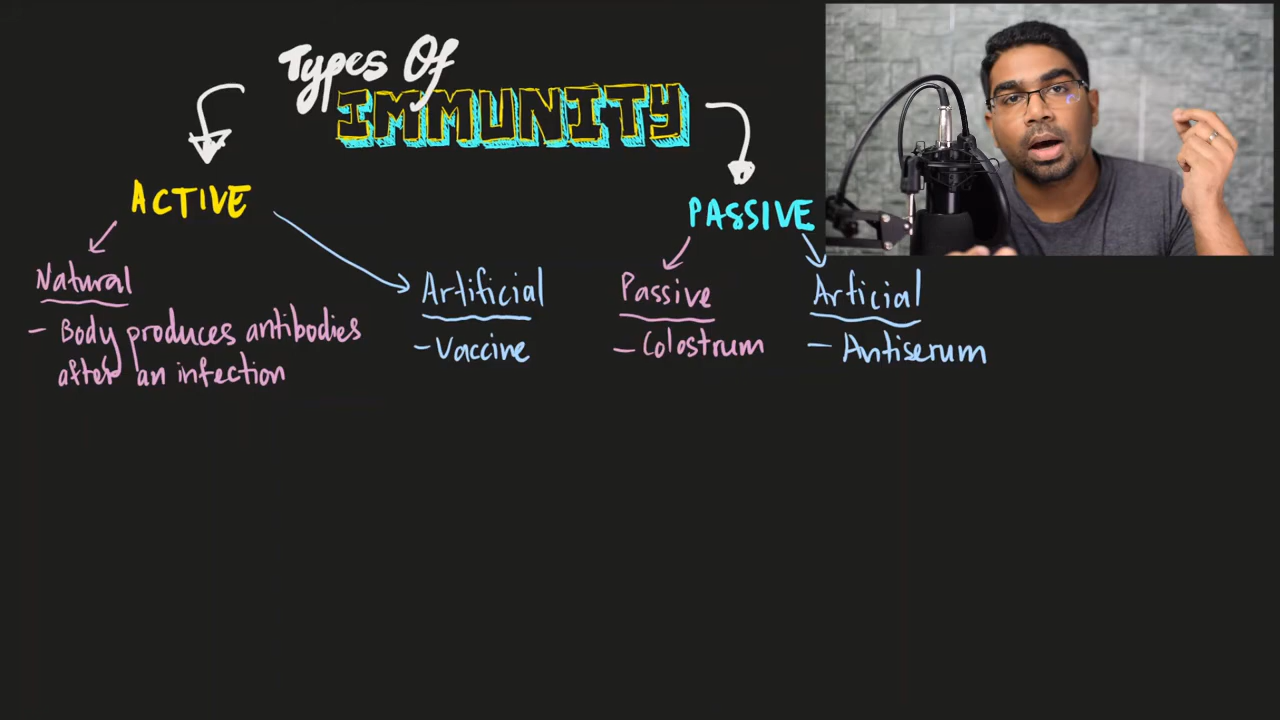 Types Of
IMMUNITY
ACTIVE
PASSIVE
Natural
- Body produces antibodies
after an infection
Artificial
- Vaccine
Passive
- Colostrum
Articial
- Antiserum